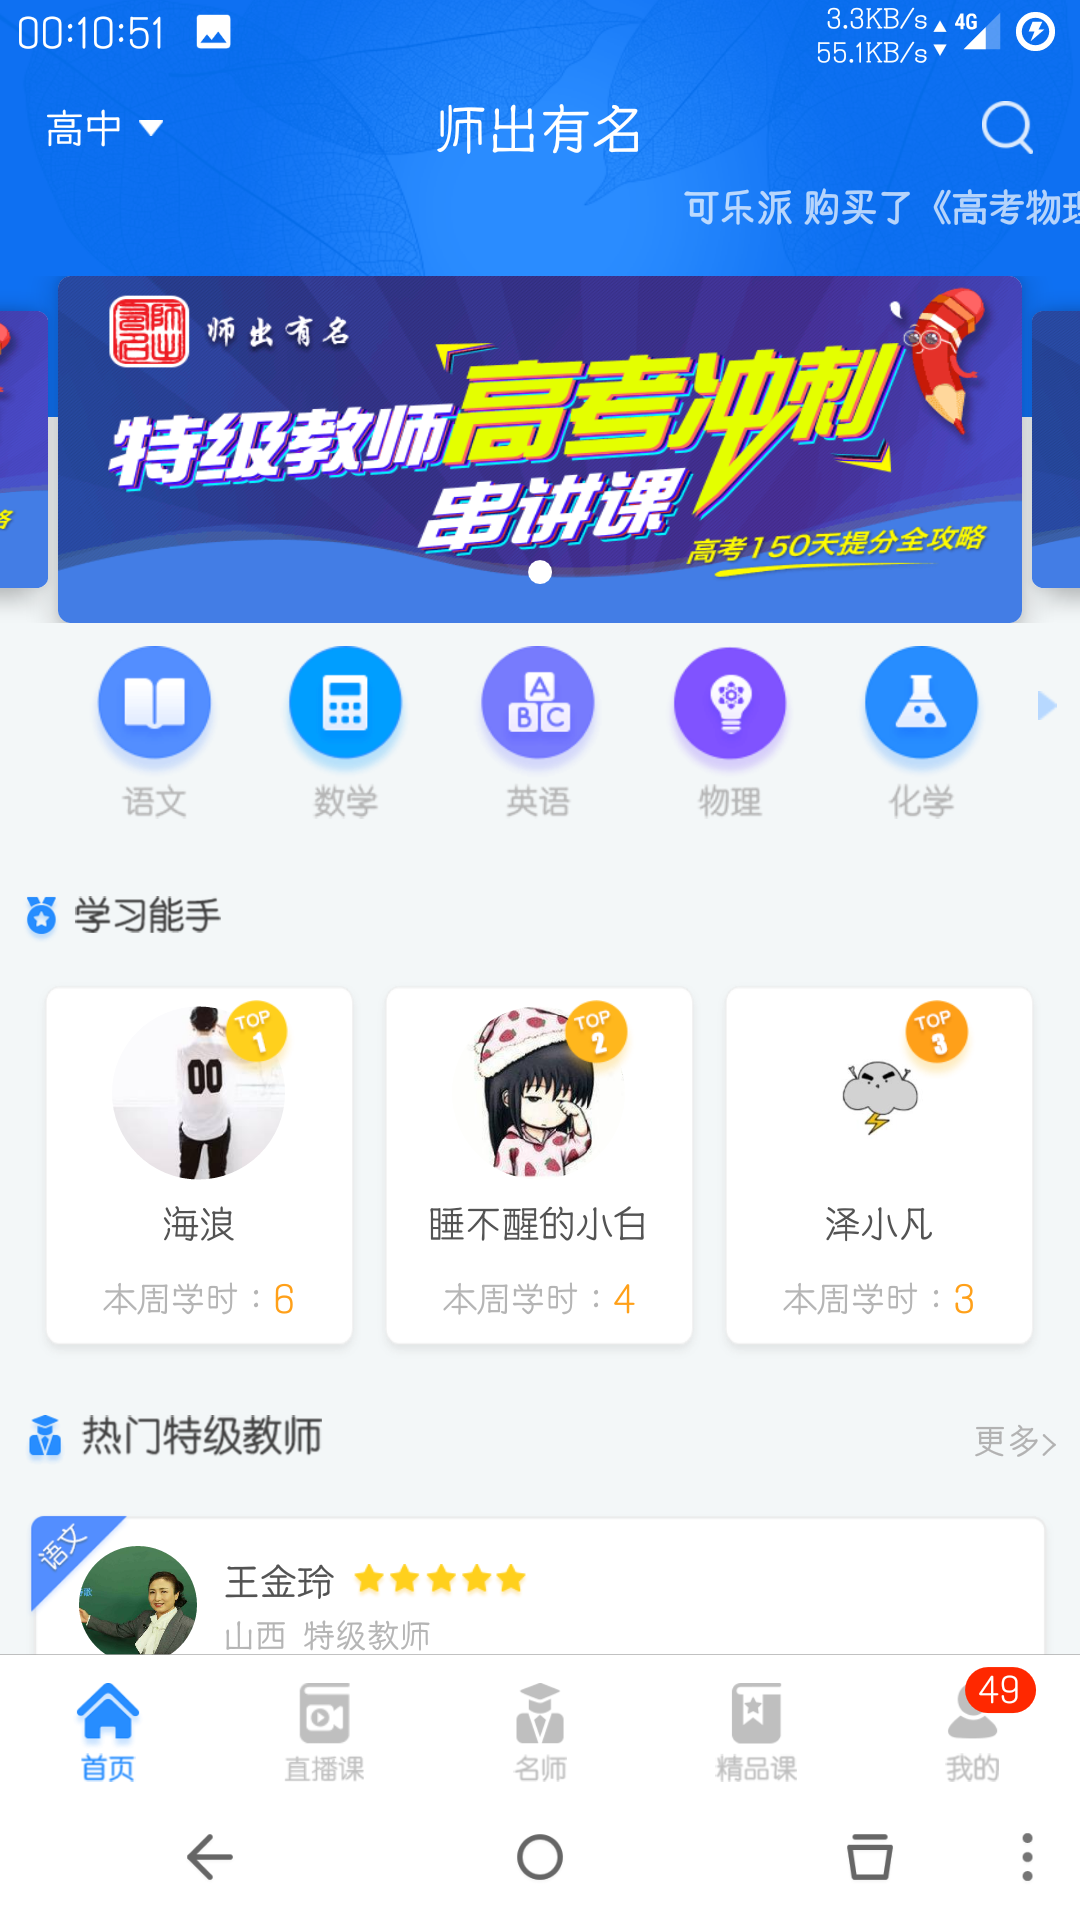 00:10:51
3.3KB/s
4G
55.1KB/s
高中
师出有名
可乐派 购买了《高考物理
师出有名
师出有名
特级教师高考冲刺
串讲课
高考150天提分全攻略
略
A
B C
语文
数学
英语
物理
化学
学习能手
TOP 1
TOP 2
TOP 3
00
海浪
睡不醒的小白
泽小凡
本周学时：6
本周学时：4
本周学时：3
热门特级教师
更多>
语文
王金玲
山西 特级教师
首页
直播课
名师
精品课
49
我的